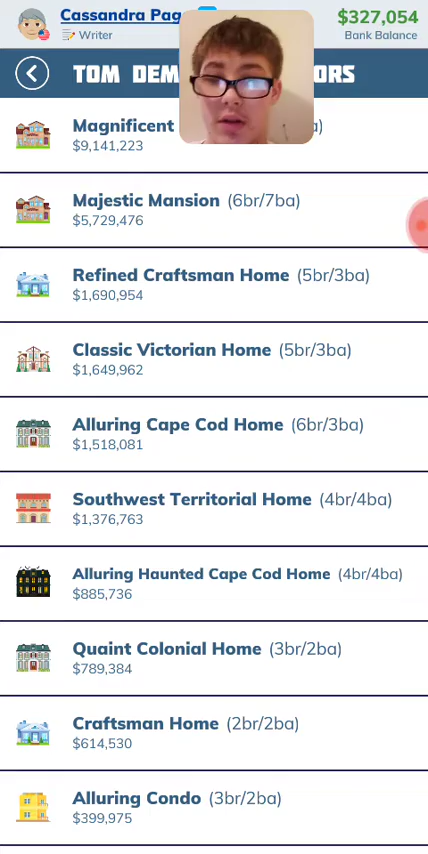 Cassandra Pag
$327,054
Writer
Bank Balance
TOM DEM ORS
Magnificent a)
$9,141,223
Majestic Mansion (6br/7ba)
$5,729,476
Refined Craftsman Home (5br/3ba)
$1,690,954
Classic Victorian Home (5br/3ba)
$1,649,962
Alluring Cape Cod Home (6br/3ba)
$1,518,081
Southwest Territorial Home (4br/4ba)
$1,376,763
Alluring Haunted Cape Cod Home (4br/4ba)
$885,736
Quaint Colonial Home (3br/2ba)
$789,384
Craftsman Home (2br/2ba)
$614,530
Alluring Condo (3br/2ba)
$399,975